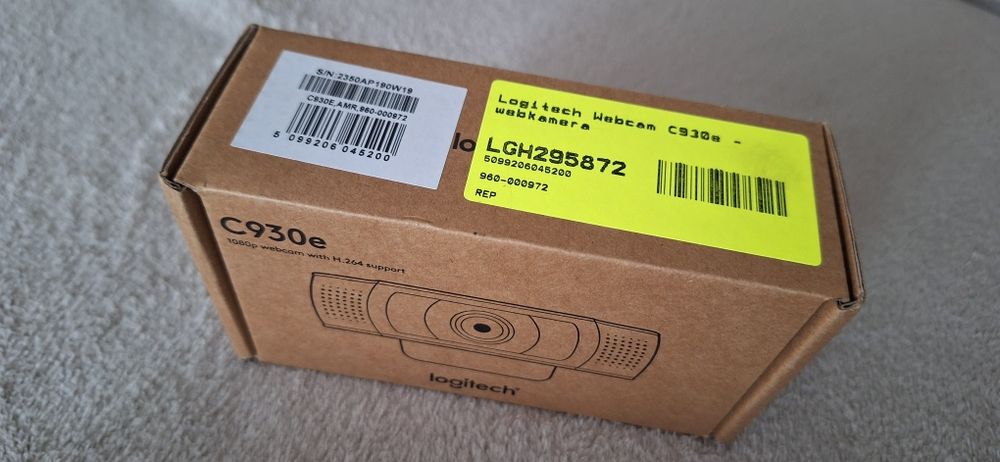 S/N:2350AP190W19
C930E,AMR,960-000972
5 099206 045200
lo
Logitech Webcam C930e -
webkamera
LGH295872
5099206045200
960-000972
REP
C930e
1080p webcam with H.264 support
logitech